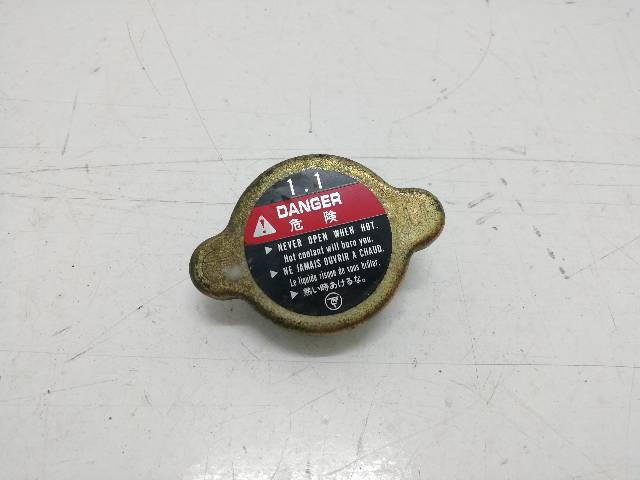 1.1
DANGER
危 険
▶ NEVER OPEN WHEN HOT.
Hot coolant will burn you.
▶ NE JAMAIS OUVRIR A CHAUD.
Le liquide risque de vous brûler.
▶ 熱い時あけるな。